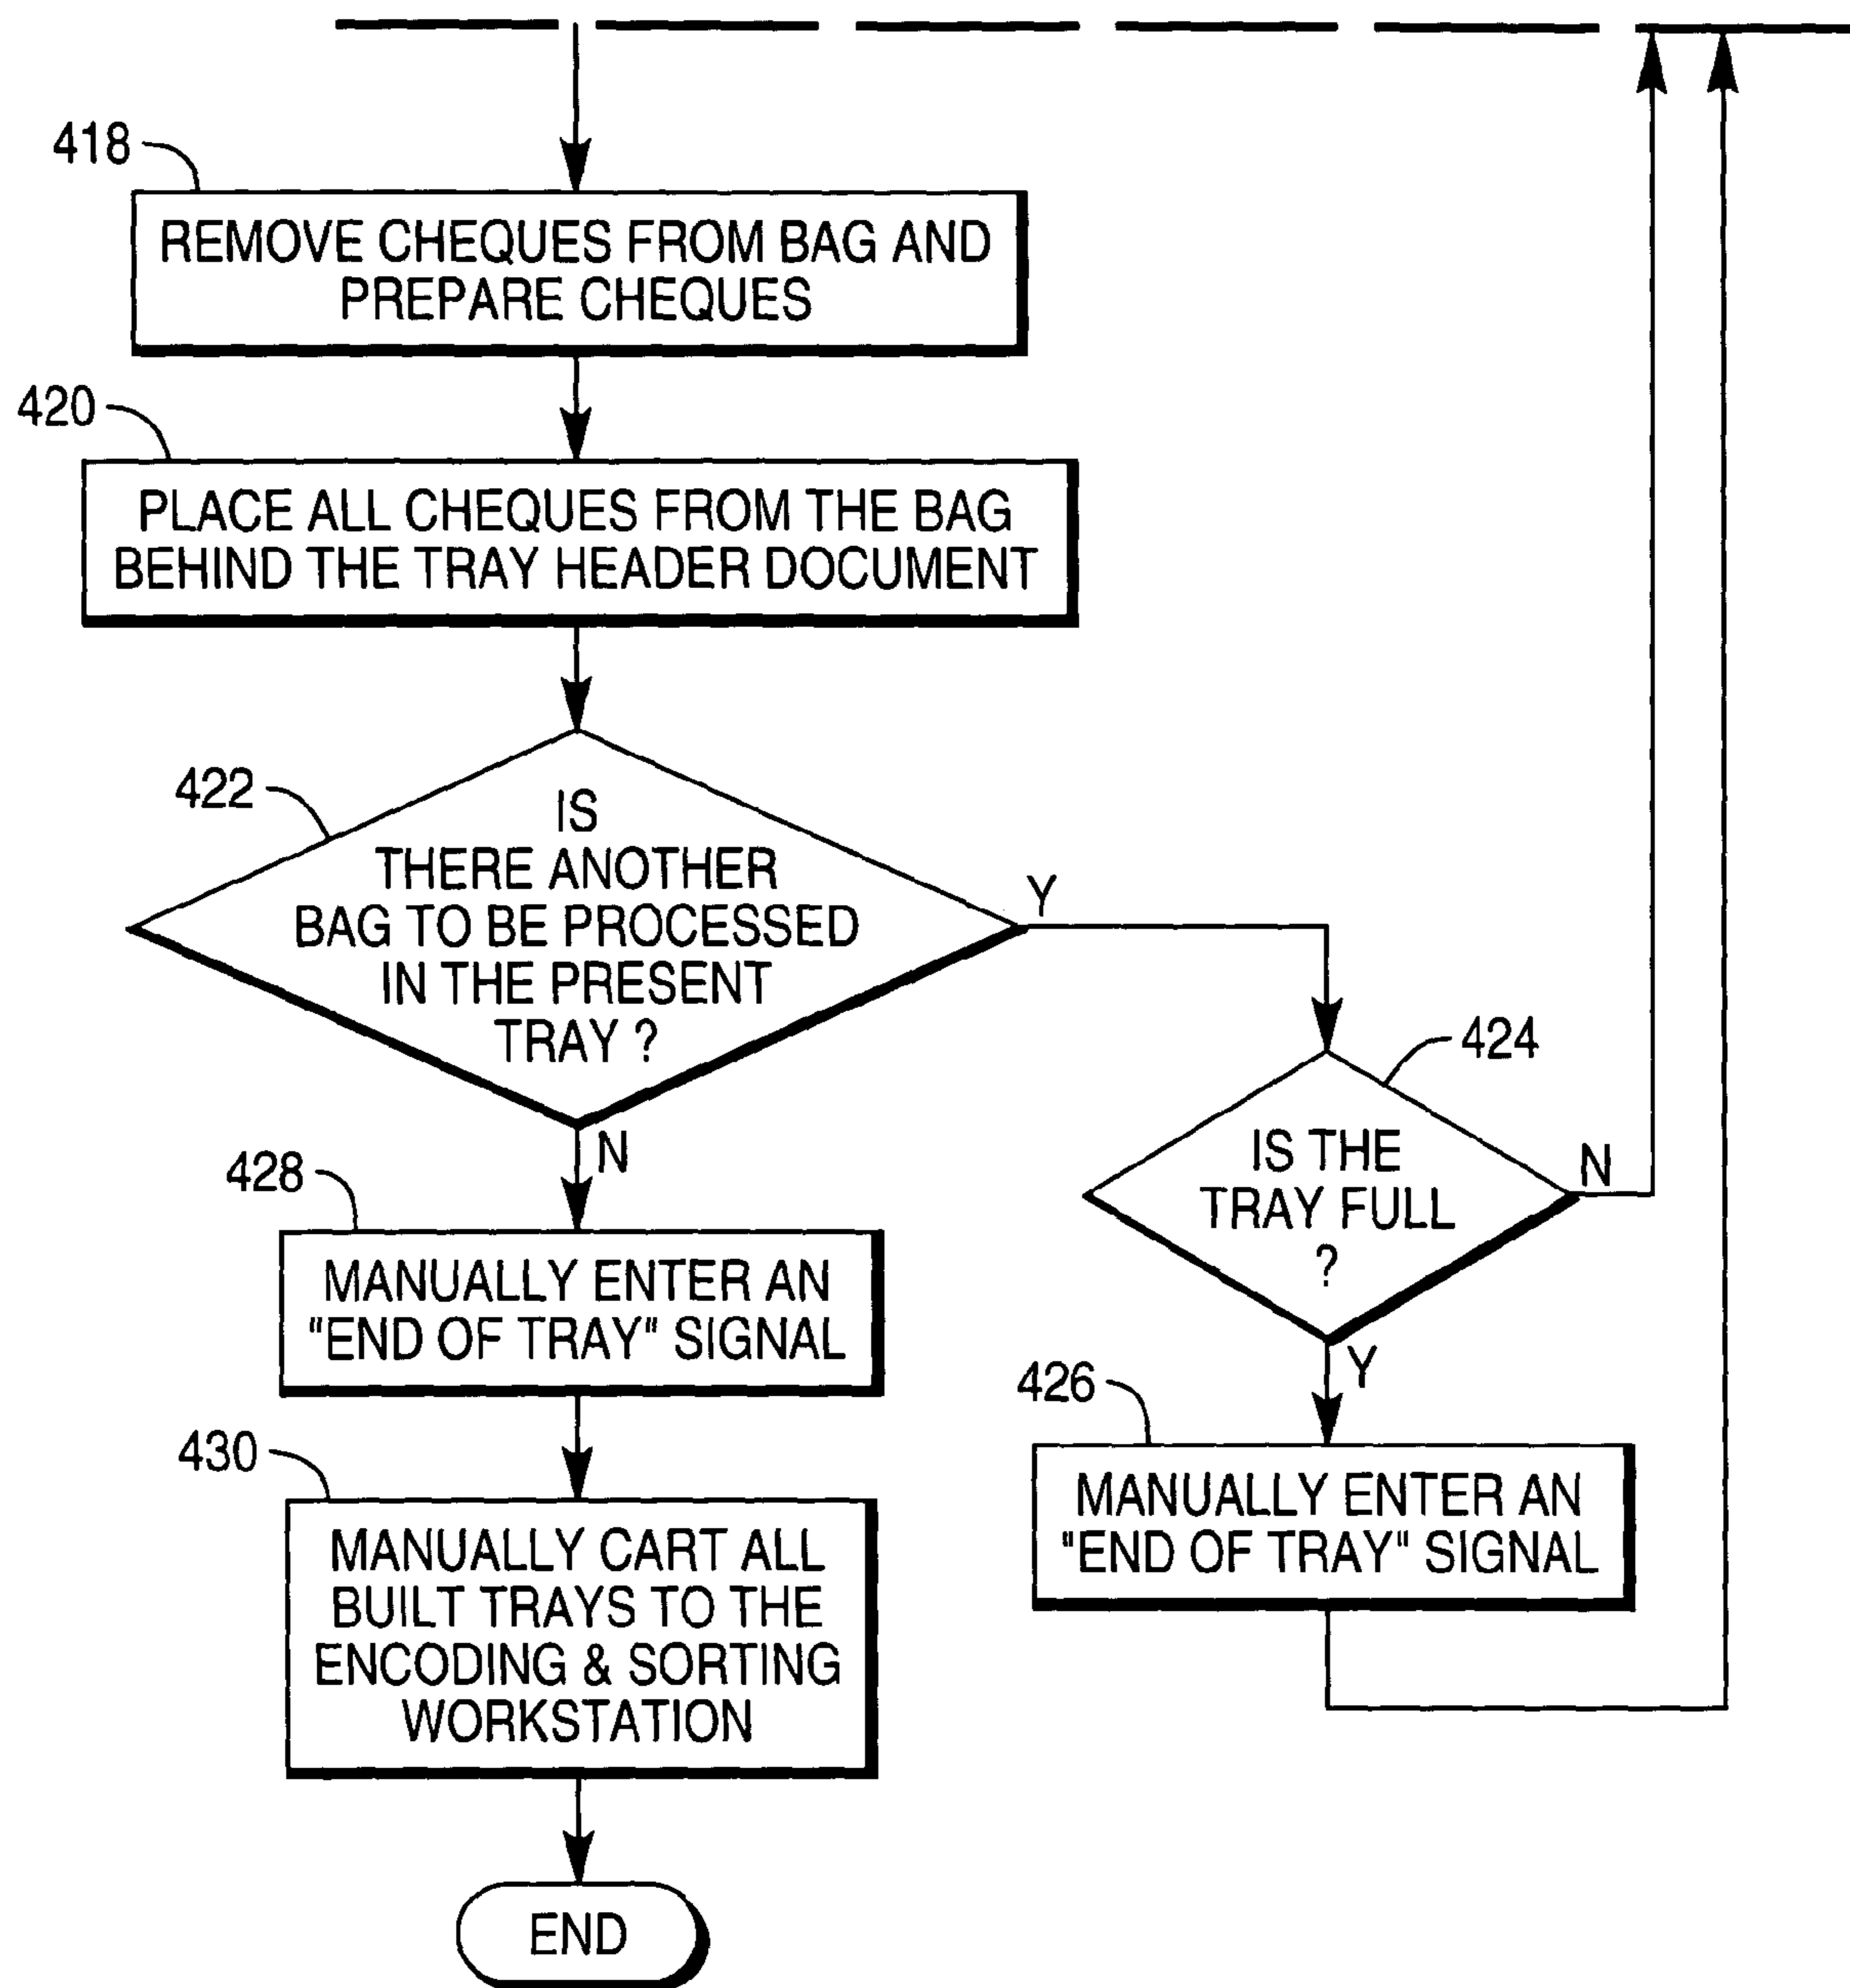 418
REMOVE CHEQUES FROM BAG AND
PREPARE CHEQUES
420
PLACE ALL CHEQUES FROM THE BAG
BEHIND THE TRAY HEADER DOCUMENT
422
IS
THERE ANOTHER
BAG TO BE PROCESSED
IN THE PRESENT
TRAY ?
Y
N
424
IS THE
TRAY FULL
?
N
Y
426
MANUALLY ENTER AN
"END OF TRAY" SIGNAL
428
MANUALLY ENTER AN
"END OF TRAY" SIGNAL
430
MANUALLY CART ALL
BUILT TRAYS TO THE
ENCODING & SORTING
WORKSTATION
END